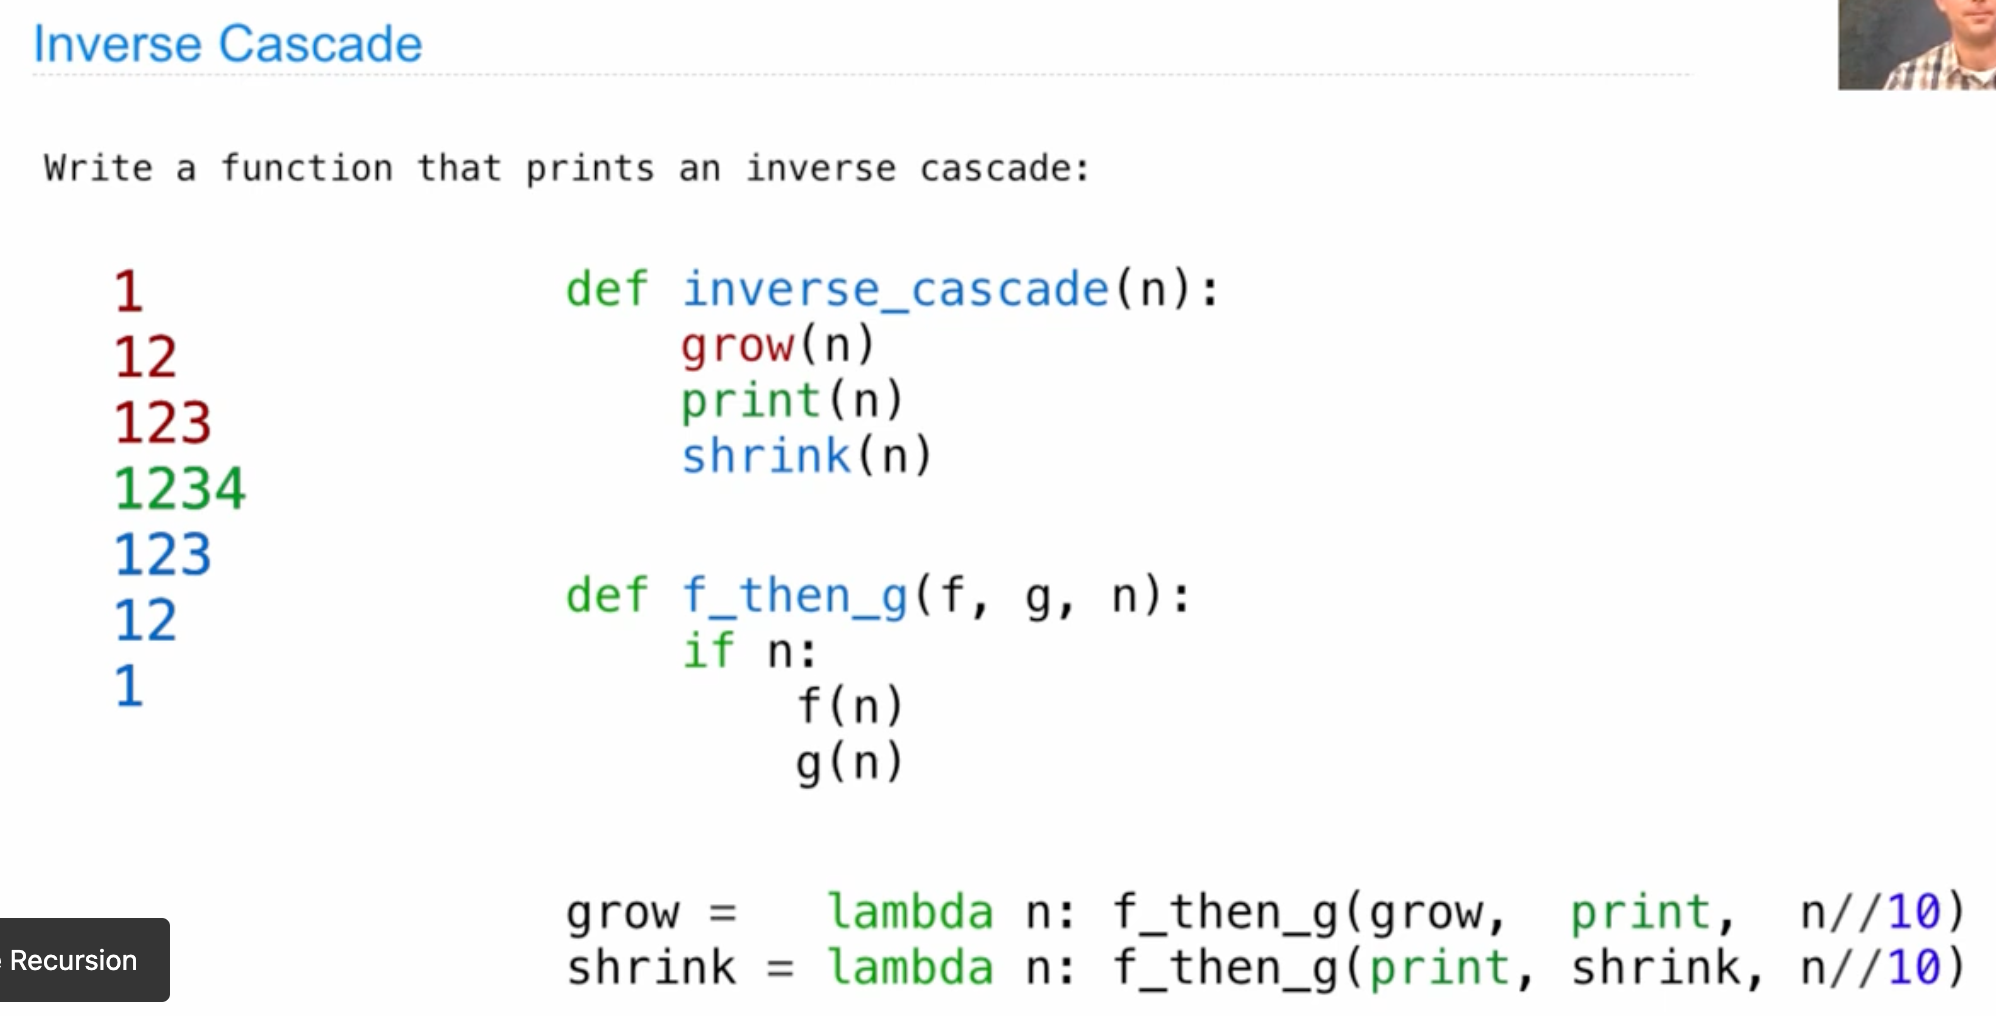 Inverse Cascade
Write a function that prints an inverse cascade:
1
12
123
1234
123
12
1
def inverse_cascade(n):
    grow(n)
    print(n)
    shrink(n)
def f_then_g(f, g, n):
    if n:
        f(n)
        g(n)
grow =   lambda n: f_then_g(grow,  print,  n//10)
shrink = lambda n: f_then_g(print, shrink, n//10)
Recursion